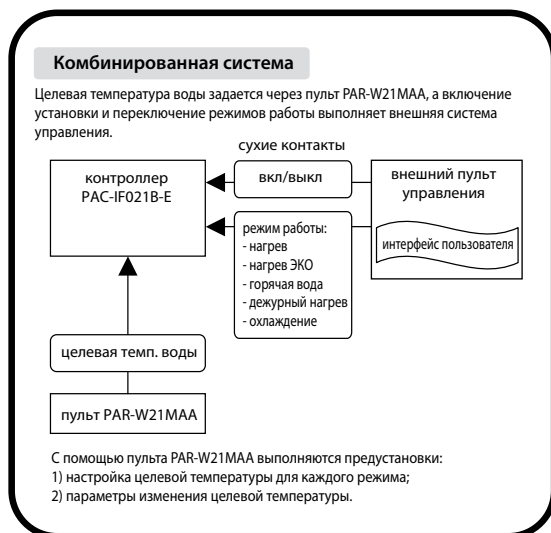 Комбинированная система
Целевая температура воды задается через пульт PAR-W21MAA, а включение
установки и переключение режимов работы выполняет внешняя система
управления.
сухие контакты
контроллер
PAC-IF021B-E
вкл/выкл
внешний пульт
управления
интерфейс пользователя
режим работы:
- нагрев
- нагрев ЭКО
- горячая вода
- дежурный нагрев
- охлаждение
целевая темп. воды
пульт PAR-W21MAA
С помощью пульта PAR-W21MAA выполняются предустановки:
1) настройка целевой температуры для каждого режима;
2) параметры изменения целевой температуры.